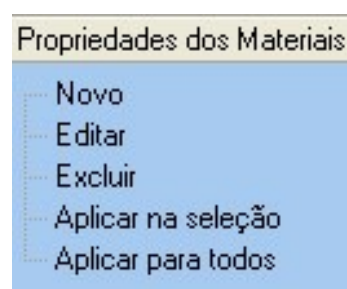 Propriedades dos Materiais
Novo
Editar
Excluir
Aplicar na seleção
Aplicar para todos